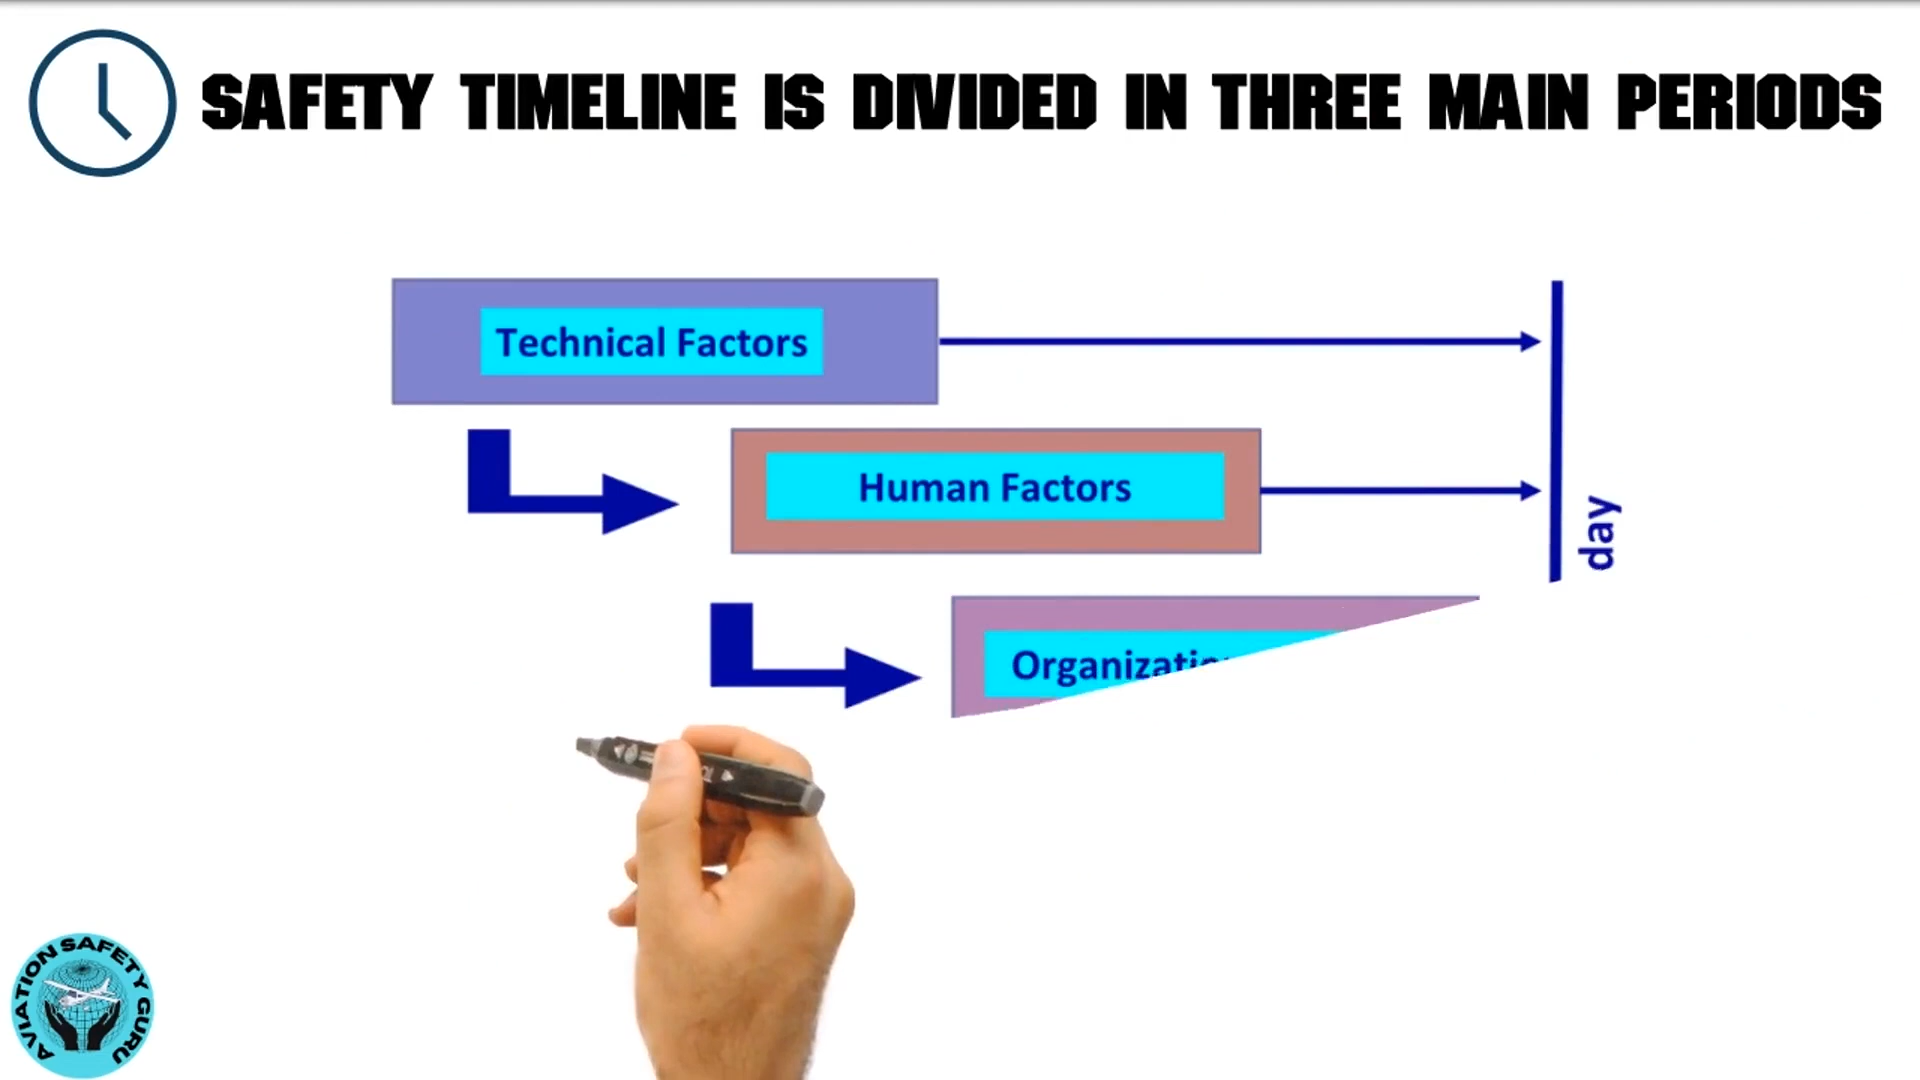 SAFETY TIMELINE IS DIVIDED IN THREE MAIN PERIODS
Technical Factors
Human Factors
day
AVIATION SAFETY GURU